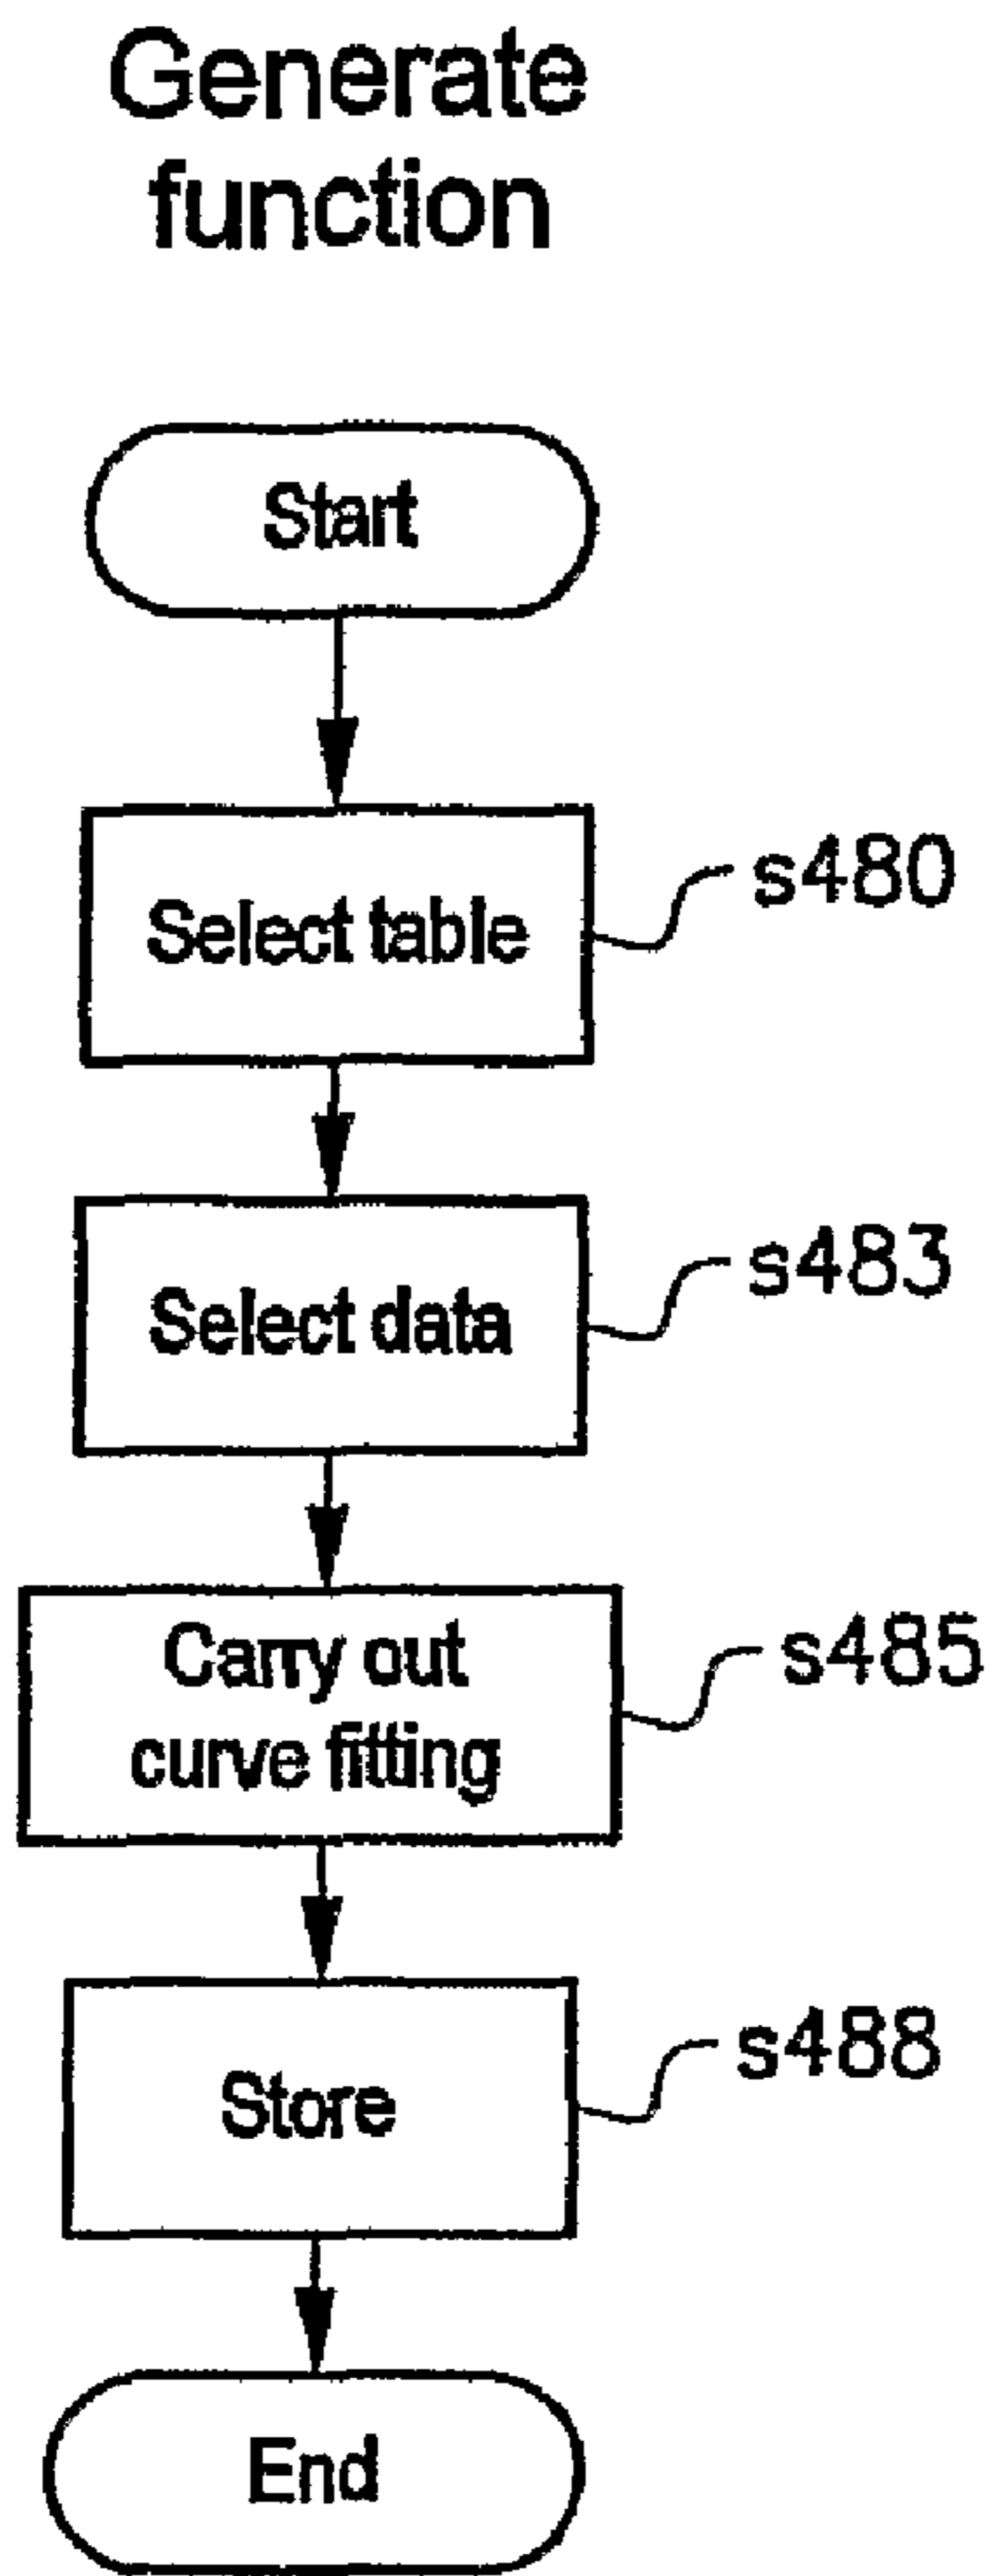 Generate
function
Start
Select table
s480
Select data
s483
Carry out
curve fitting
s485
Store
s488
End